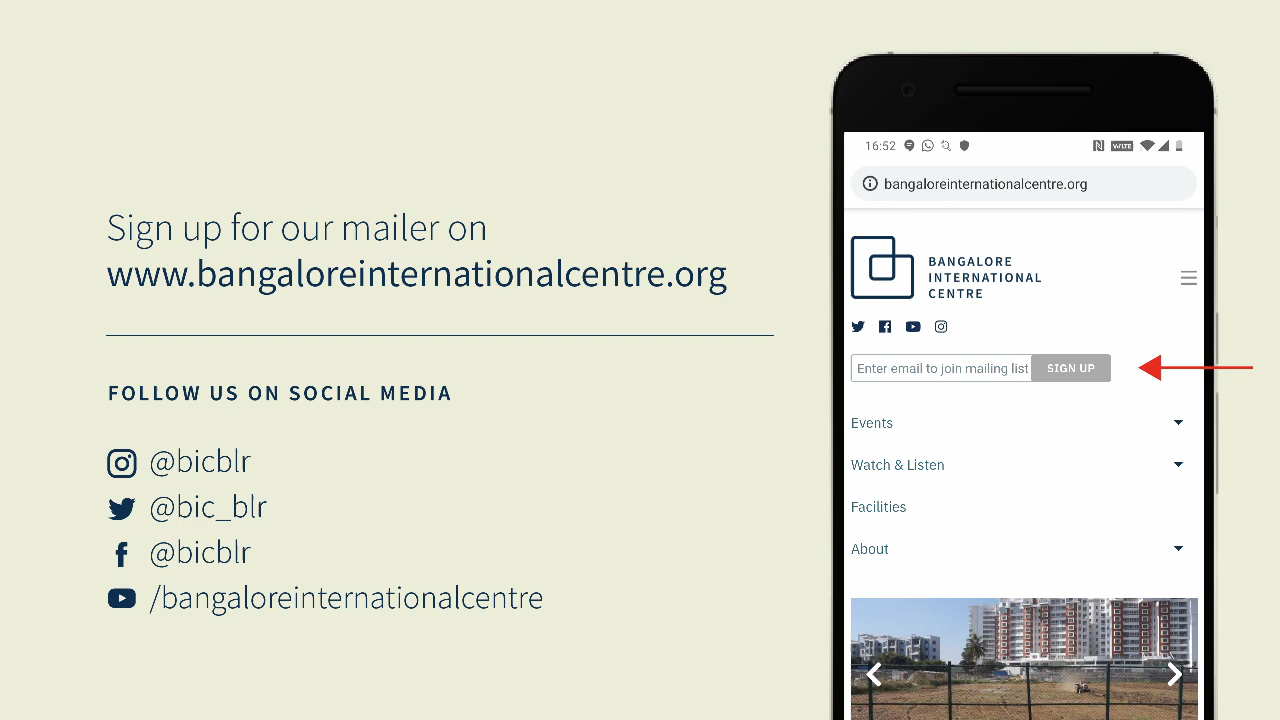 Sign up for our mailer on
www.bangaloreinternationalcentre.org
FOLLOW US ON SOCIAL MEDIA
@bicblr
@bic_blr
@bicblr
/bangaloreinternationalcentre
16:52
VoLTE
bangaloreinternationalcentre.org
BANGALORE
INTERNATIONAL
CENTRE
Enter email to join mailing list SIGN UP
Events
Watch & Listen
Facilities
About